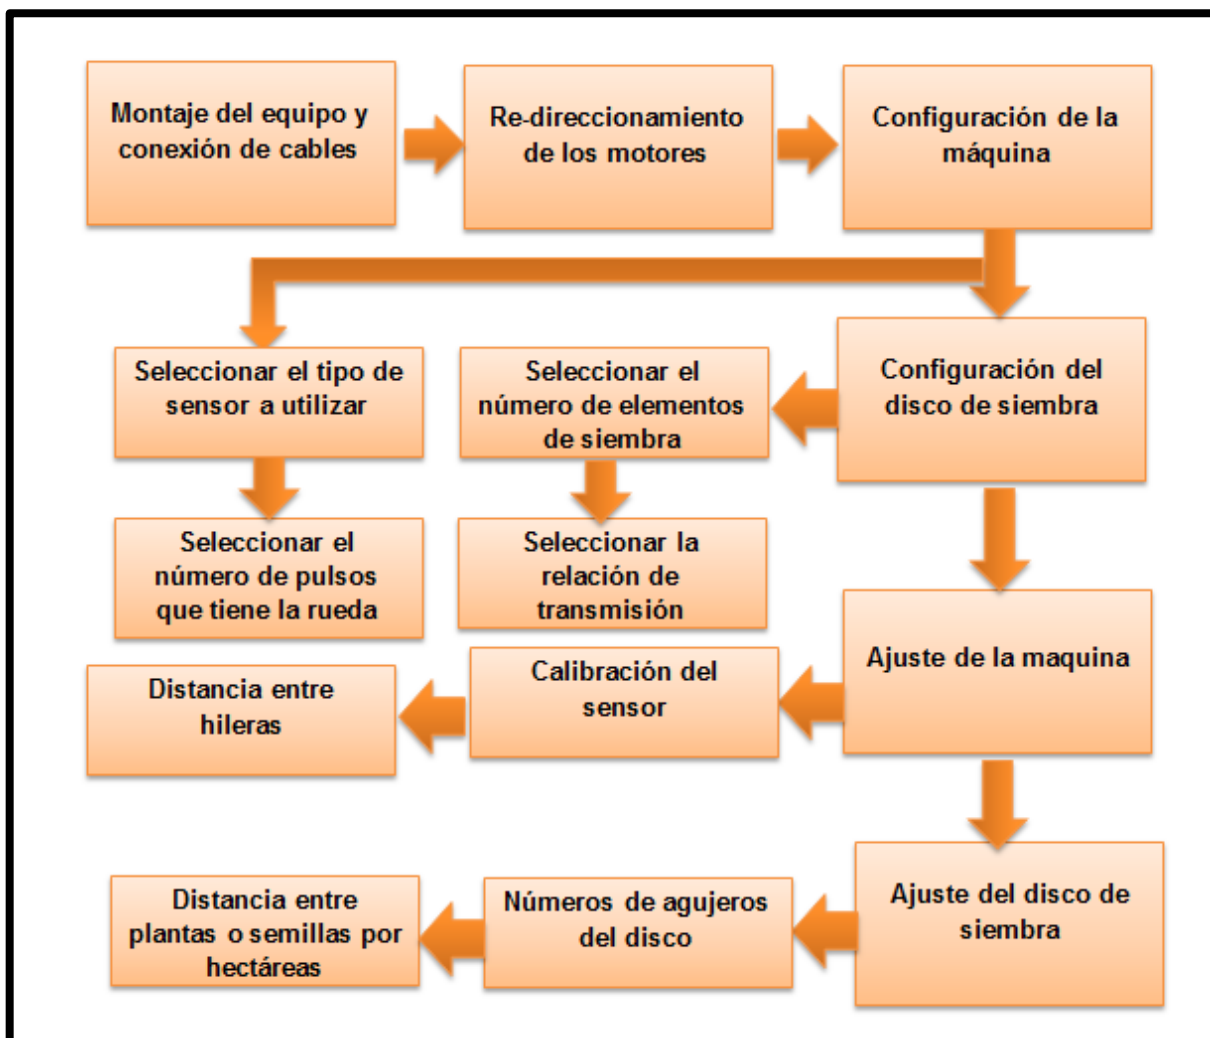 Montaje del equipo y
conexión de cables
Re-direccionamiento
de los motores
Configuración de la
máquina
Seleccionar el tipo de
sensor a utilizar
Seleccionar el
número de elementos
de siembra
Configuración del
disco de siembra
Seleccionar el
número de pulsos
que tiene la rueda
Seleccionar la
relación de
transmisión
Ajuste de la maquina
Calibración del
sensor
Distancia entre
hileras
Ajuste del disco de
siembra
Números de agujeros
del disco
Distancia entre
plantas o semillas por
hectáreas